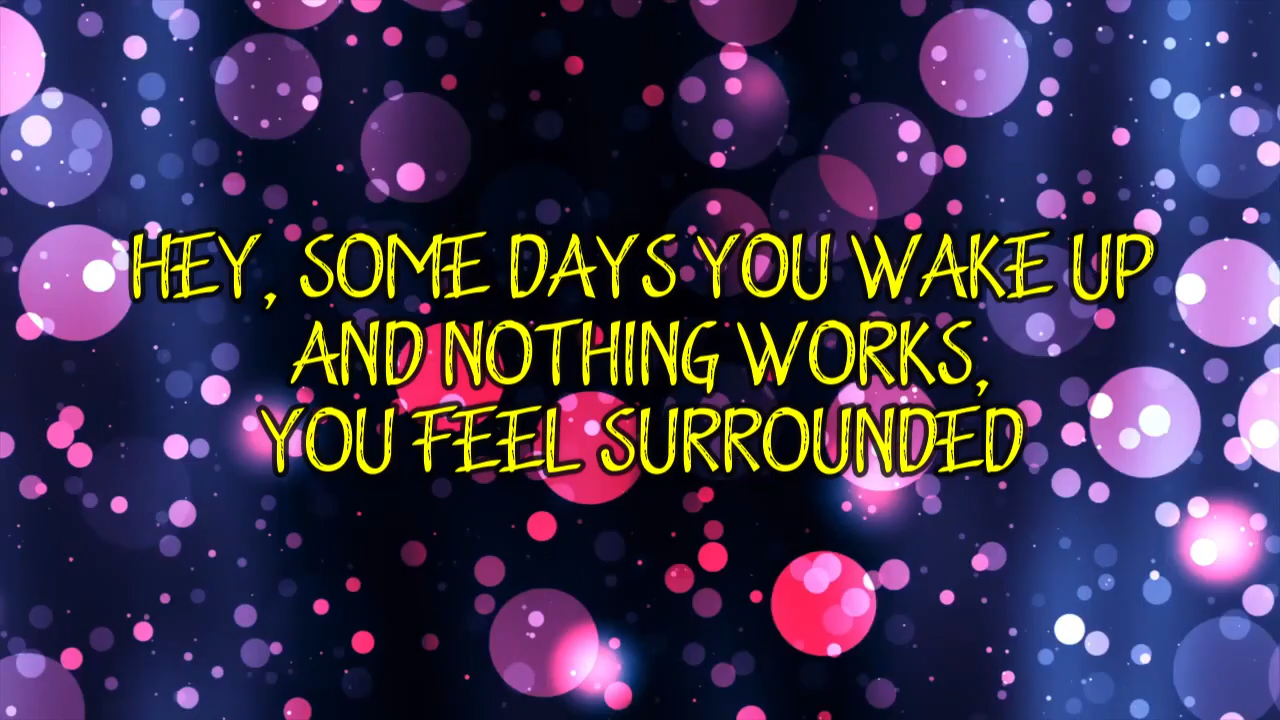 HEY, SOME DAYS YOU WAKE UP
AND NOTHING WORKS,
YOU FEEL SURROUNDED